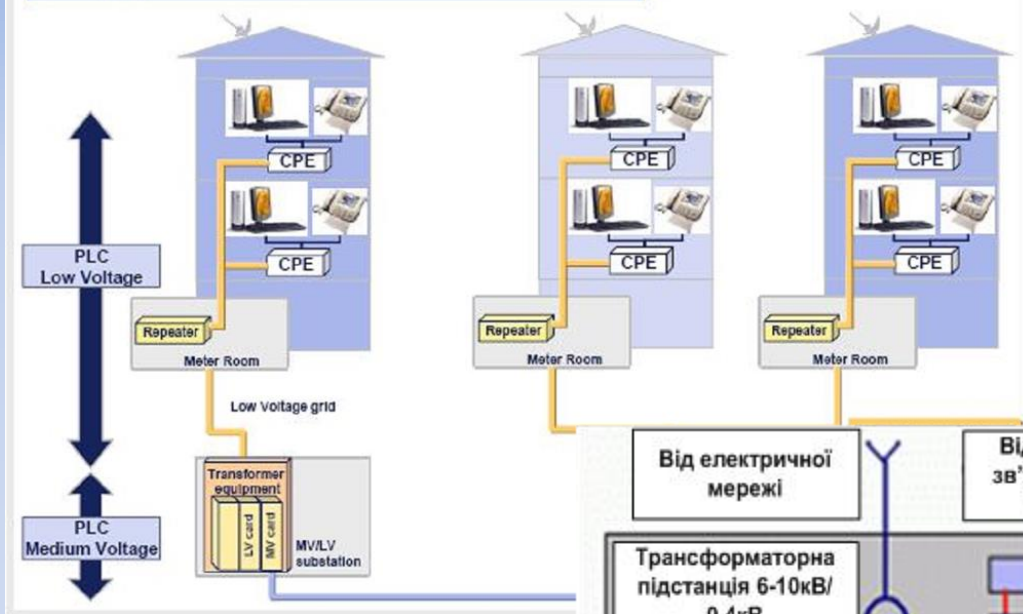 CPE
CPE
CPE
CPE
CPE
CPE
PLC
Low Voltage
Repeater
Meter Room
Repeater
Meter Room
Repeater
Meter Room
Low Voltage grid
Transformer
equipment
LV card
MV card
MV/LV
substation
PLC
Medium Voltage
Від електричної
мережі
Трансформаторна
підстанція 6-10кВ/